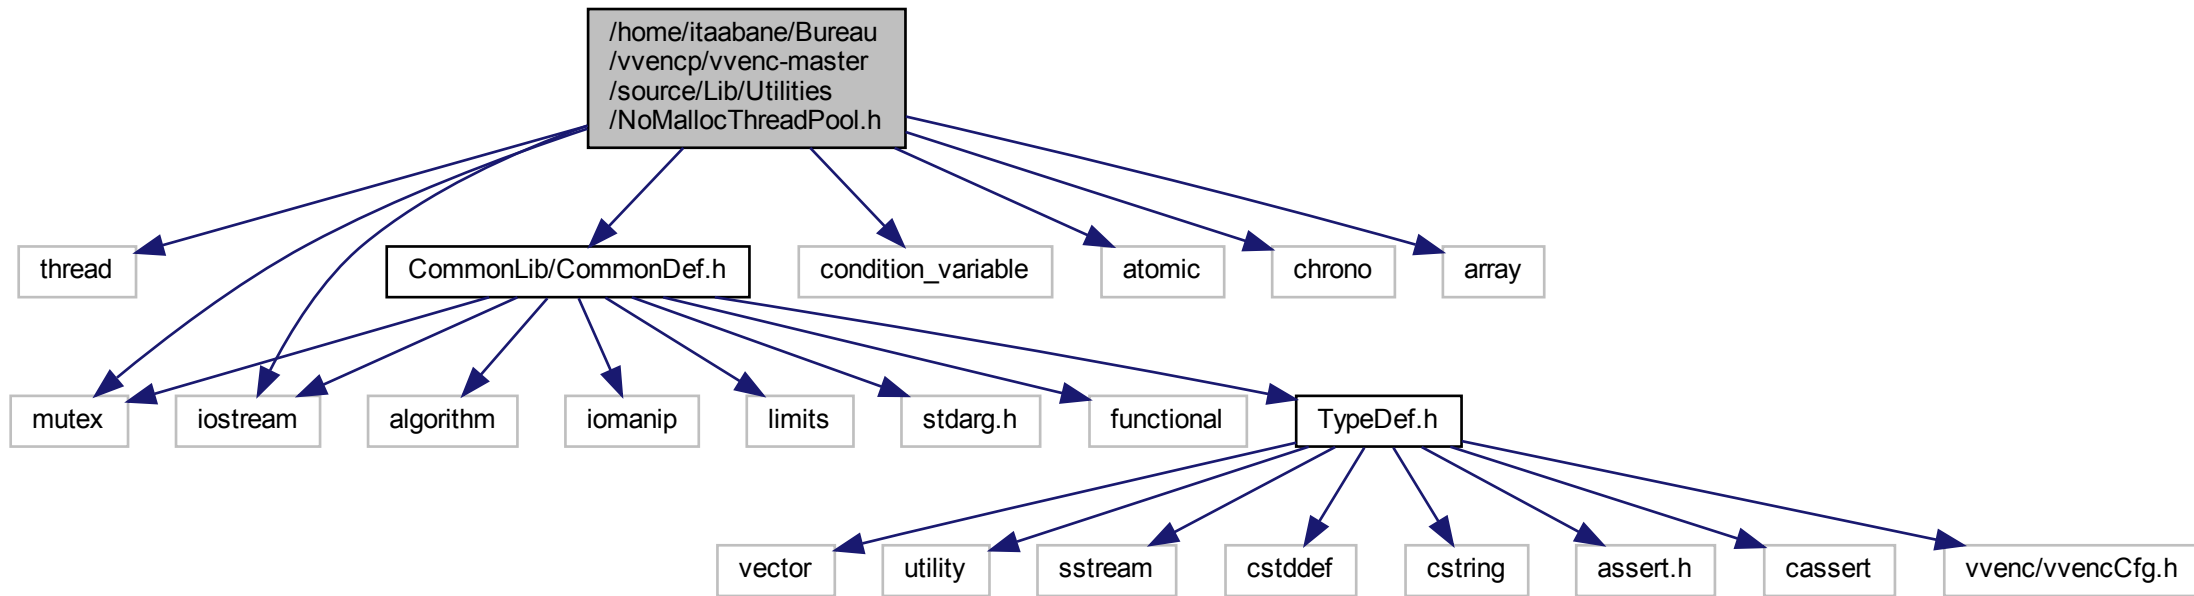 /home/itaabane/Bureau
/vvencp/vvenc-master
/source/Lib/Utilities
/NoMallocThreadPool.h
thread
CommonLib/CommonDef.h
condition_variable
atomic
chrono
array
mutex
iostream
algorithm
iomanip
limits
stdarg.h
functional
TypeDef.h
vector
utility
sstream
cstddef
cstring
assert.h
cassert
vvenc/vvencCfg.h